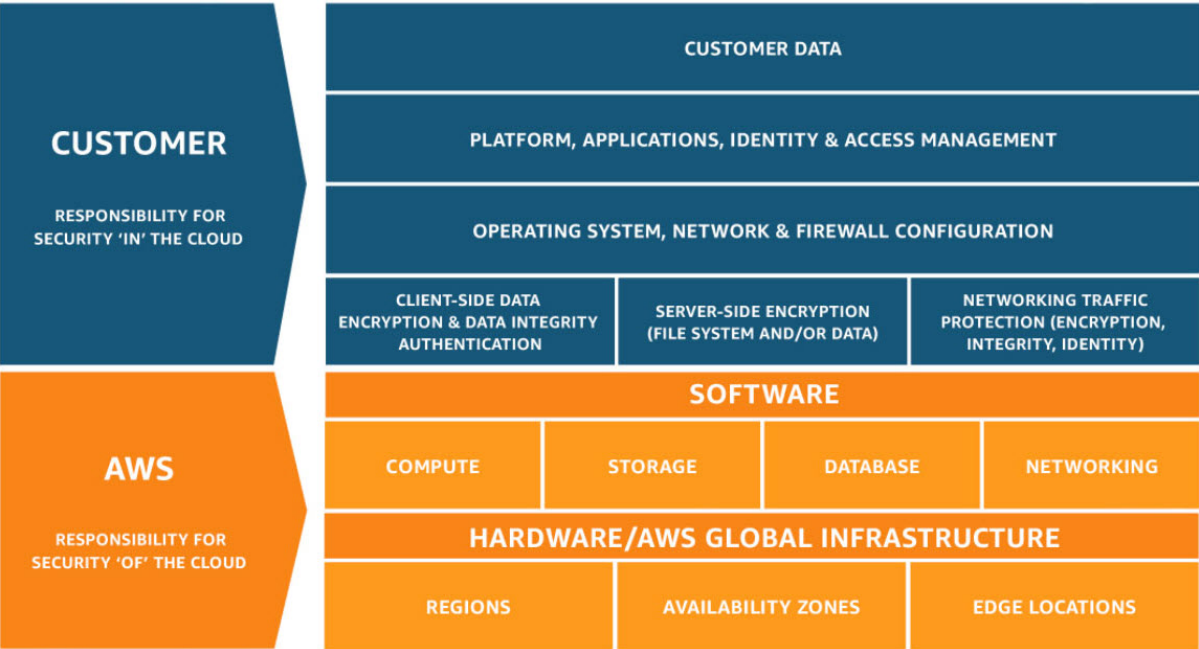 CUSTOMER
RESPONSIBILITY FOR
SECURITY ‘IN’ THE CLOUD
CUSTOMER DATA
PLATFORM, APPLICATIONS, IDENTITY & ACCESS MANAGEMENT
OPERATING SYSTEM, NETWORK & FIREWALL CONFIGURATION
CLIENT-SIDE DATA
ENCRYPTION & DATA INTEGRITY
AUTHENTICATION
SERVER-SIDE ENCRYPTION
(FILE SYSTEM AND/OR DATA)
NETWORKING TRAFFIC
PROTECTION (ENCRYPTION,
INTEGRITY, IDENTITY)
AWS
RESPONSIBILITY FOR
SECURITY ‘OF’ THE CLOUD
SOFTWARE
COMPUTE
STORAGE
DATABASE
NETWORKING
HARDWARE/AWS GLOBAL INFRASTRUCTURE
REGIONS
AVAILABILITY ZONES
EDGE LOCATIONS